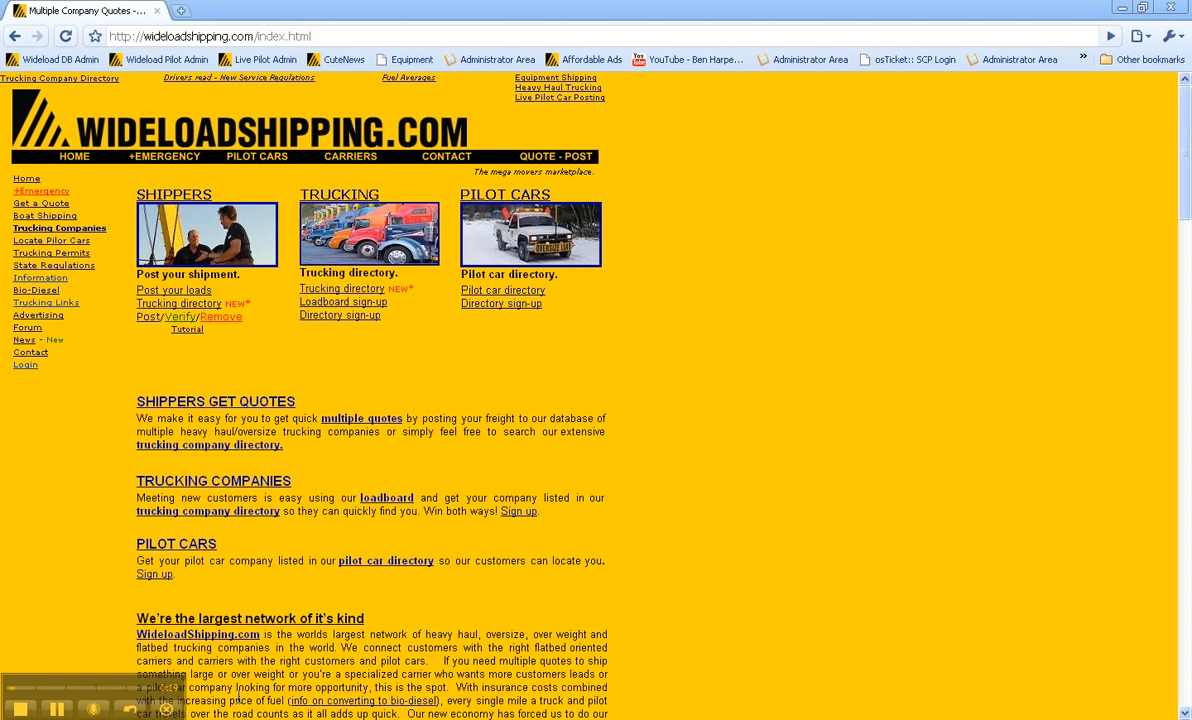 Multiple Company Quotes -...
http://wideloadshipping.com/index.html
Wideload DB Admin
Wideload Pilot Admin
Live Pilot Admin
CuteNews
Equipment
Administrator Area
Affordable Ads
YouTube - Ben Harpe...
Administrator Area
osTicket:: SCP Login
Administrator Area
»
Other bookmarks
Trucking Company Directory
Drivers read - New Service Regulations
Fuel Averages
Equipment Shipping
Heavy Haul Trucking
Live Pilot Car Posting
WIDELOADSHIPPING.COM
HOME +EMERGENCY PILOT CARS CARRIERS CONTACT QUOTE - POST
The mega movers marketplace.
Home
+Emergency
Get a Quote
Boat Shipping
Trucking Companies
Locate Pilor Cars
Trucking Permits
State Regulations
Information
Bio-Diesel
Trucking Links
Advertising
Forum
News - New
Contact
Login
SHIPPERS
Post your shipment.
Post your loads
Trucking directory NEW*
Post/Verify/Remove
Tutorial
TRUCKING
Trucking directory.
Trucking directory NEW*
Loadboard sign-up
Directory sign-up
PILOT CARS
OVERSIZE LOAD
Pilot car directory.
Pilot car directory
Directory sign-up
SHIPPERS GET QUOTES
We make it easy for you to get quick multiple quotes by posting your freight to our database of
multiple heavy haul/oversize trucking companies or simply feel free to search our extensive
trucking company directory.
TRUCKING COMPANIES
Meeting new customers is easy using our loadboard and get your company listed in our
trucking company directory so they can quickly find you. Win both ways! Sign up.
PILOT CARS
Get your pilot car company listed in our pilot car directory so our customers can locate you.
Sign up.
We're the largest network of it's kind
WideloadShipping.com is the worlds largest network of heavy haul, oversize, over weight and
flatbed trucking companies in the world. We connect customers with the right flatbed oriented
carriers and carriers with the right customers and pilot cars. If you need multiple quotes to ship
something large or over weight or you're a specialized carrier who wants more customers leads or
a pilot car company looking for more opportunity, this is the spot. With insurance costs combined
with the increasing price of fuel (info on converting to bio-diesel), every single mile a truck and pilot
car travels over the road counts as it all adds up quick. Our new economy has forced us to do our